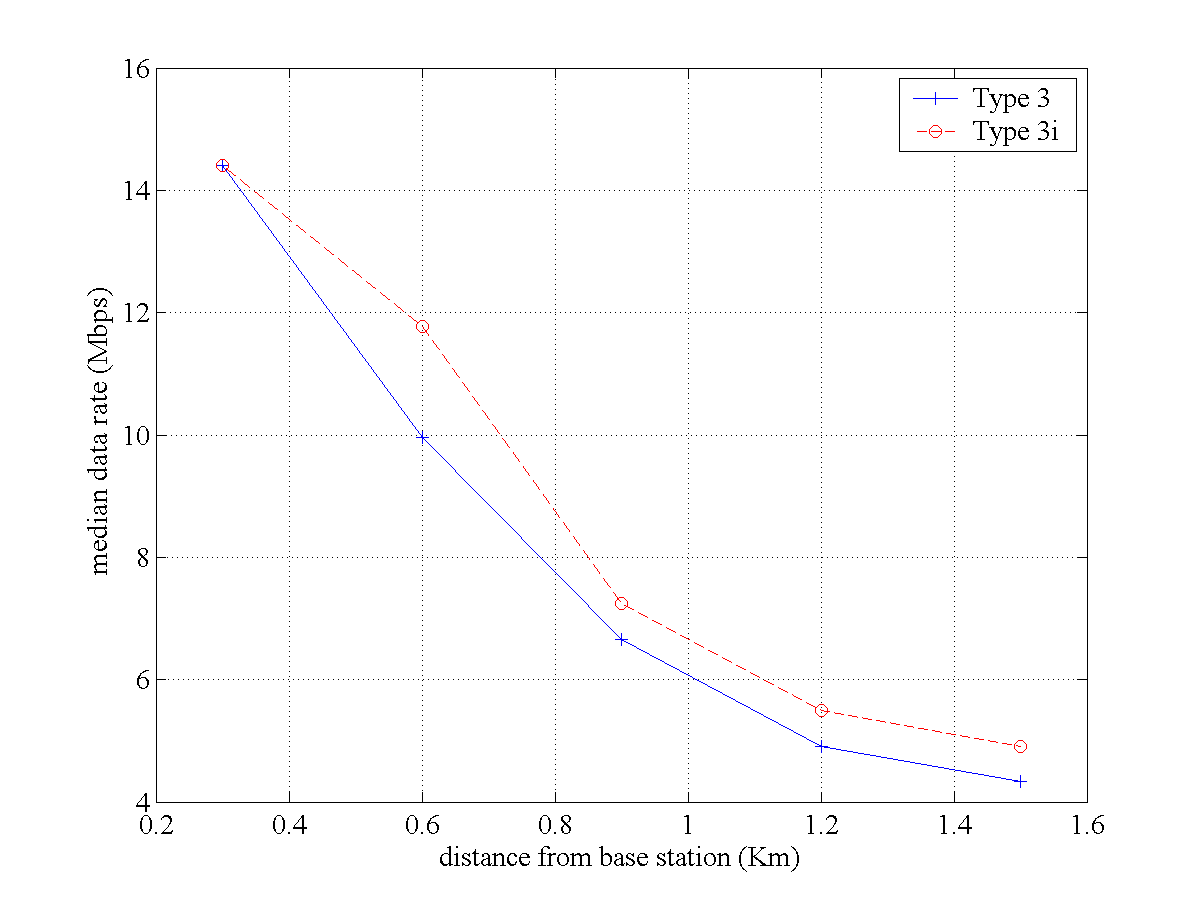 16
14
12
10
8
6
4
median data rate (Mbps)
Type 3
Type 3i
0.2 0.4 0.6 0.8 1 1.2 1.4 1.6
distance from base station (Km)